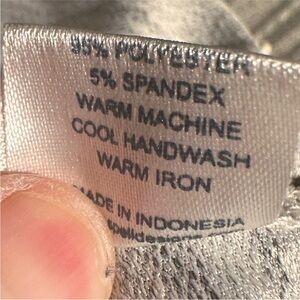 95% POLYESTER
5% SPANDEX
WARM MACHINE
COOL HANDWASH
WARM IRON
MADE IN INDONESIA